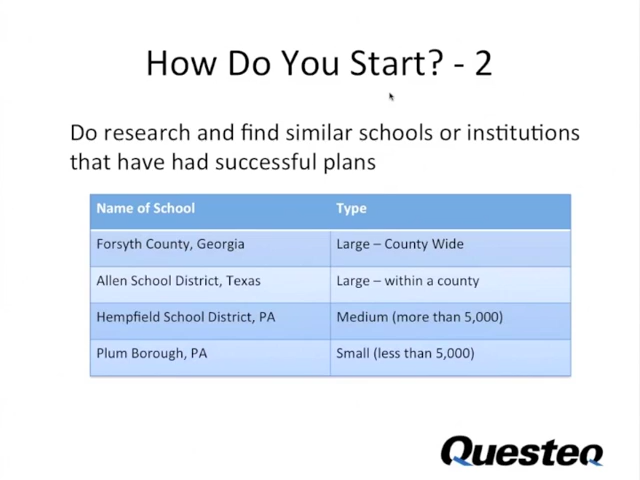 How Do You Start? - 2
Do research and find similar schools or institutions
that have had successful plans
Name of School Type
Forsyth County, Georgia Large – County Wide
Allen School District, Texas Large – within a county
Hempfield School District, PA Medium (more than 5,000)
Plum Borough, PA Small (less than 5,000)
Questeq